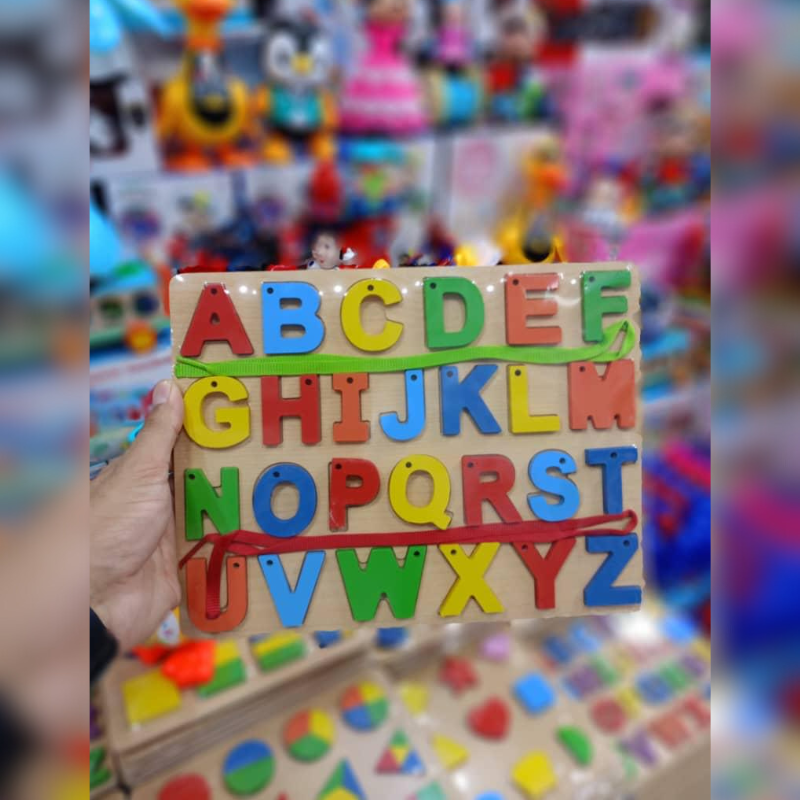 ABCDEF
GHIJKLM
NOPQRST
UVWXYZ